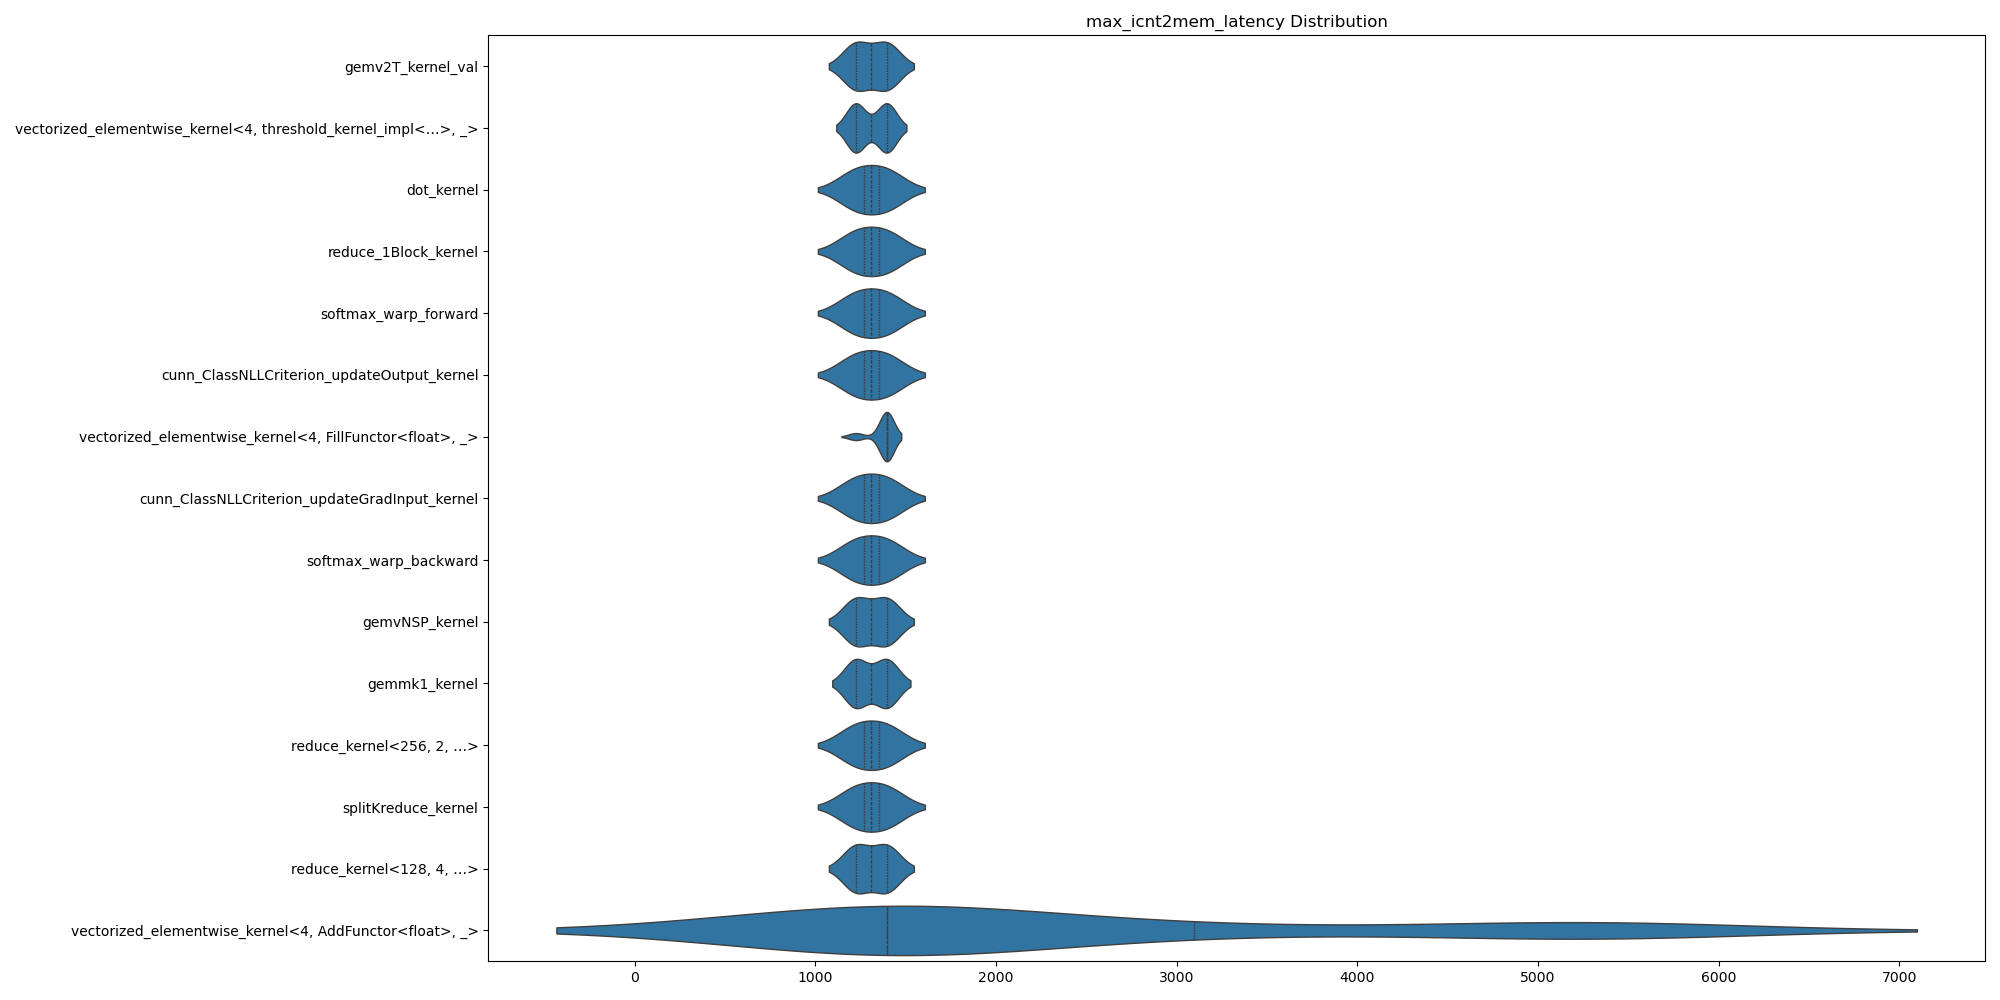 max_icnt2mem_latency Distribution
gemv2T_kernel_val
vectorized_elementwise_kernel<4, threshold_kernel_impl<...>, _>
dot_kernel
reduce_1Block_kernel
softmax_warp_forward
cunn_ClassNLLCriterion_updateOutput_kernel
vectorized_elementwise_kernel<4, FillFunctor<float>, _>
cunn_ClassNLLCriterion_updateGradInput_kernel
softmax_warp_backward
gemvNSP_kernel
gemmk1_kernel
reduce_kernel<256, 2, ...>
splitKreduce_kernel
reduce_kernel<128, 4, ...>
vectorized_elementwise_kernel<4, AddFunctor<float>, _>
0 1000 2000 3000 4000 5000 6000 7000